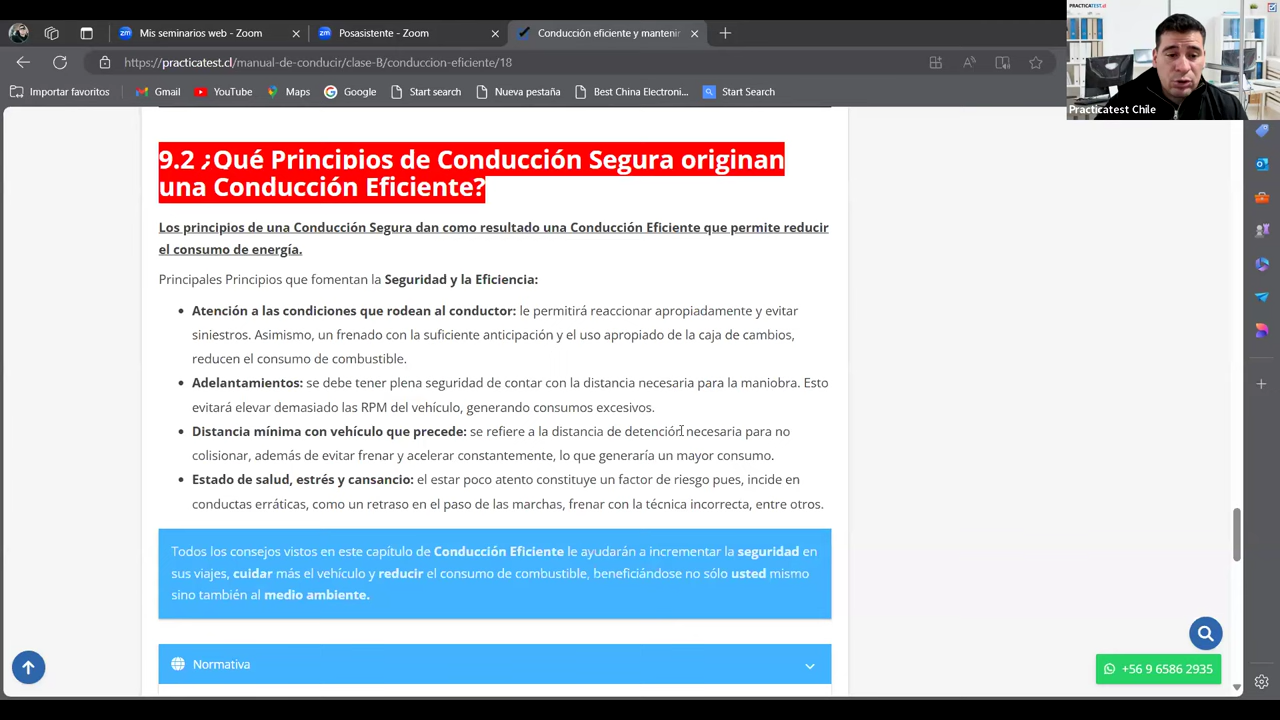 Mis seminarios web - Zoom
Posasistente - Zoom
Conducción eficiente y mantenir
https://practicatest.cl/manual-de-conducir/clase-B/conduccion-eficiente/18
Importar favoritos
Gmail
YouTube
Maps
Google
Start search
Nueva pestaña
Best China Electroni...
Start Search
PRACTICATEST.cl
Practicatest Chile
9.2 ¿Qué Principios de Conducción Segura originan
una Conducción Eficiente?
Los principios de una Conducción Segura dan como resultado una Conducción Eficiente que permite reducir
el consumo de energía.
Principales Principios que fomentan la Seguridad y la Eficiencia:
• Atención a las condiciones que rodean al conductor: le permitirá reaccionar apropiadamente y evitar
siniestros. Asimismo, un frenado con la suficiente anticipación y el uso apropiado de la caja de cambios,
reducen el consumo de combustible.
• Adelantamientos: se debe tener plena seguridad de contar con la distancia necesaria para la maniobra. Esto
evitará elevar demasiado las RPM del vehículo, generando consumos excesivos.
• Distancia mínima con vehículo que precede: se refiere a la distancia de detención necesaria para no
colisionar, además de evitar frenar y acelerar constantemente, lo que generaría un mayor consumo.
• Estado de salud, estrés y cansancio: el estar poco atento constituye un factor de riesgo pues, incide en
conductas erráticas, como un retraso en el paso de las marchas, frenar con la técnica incorrecta, entre otros.
Todos los consejos vistos en este capítulo de Conducción Eficiente le ayudarán a incrementar la seguridad en
sus viajes, cuidar más el vehículo y reducir el consumo de combustible, beneficiándose no sólo usted mismo
sino también al medio ambiente.
Normativa
+56 9 6586 2935